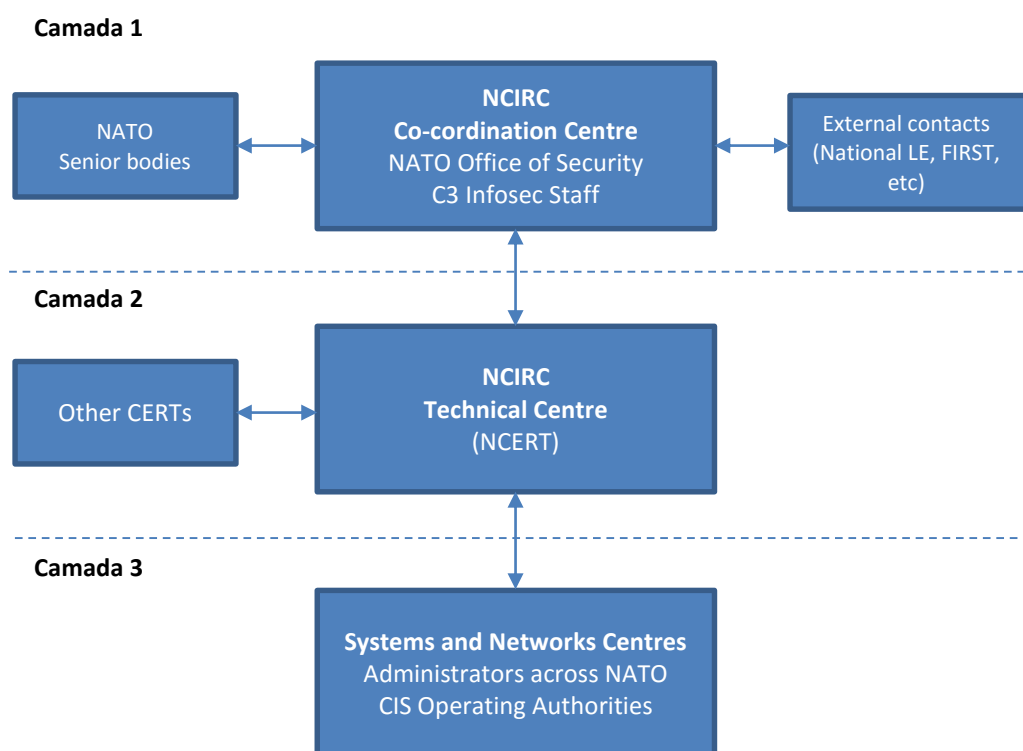 Camada 1
NATO
Senior bodies
NCIRC
Co-cordination Centre
NATO Office of Security
C3 Infosec Staff
External contacts
(National LE, FIRST,
etc)
Camada 2
Other CERTs
NCIRC
Technical Centre
(NCERT)
Camada 3
Systems and Networks Centres
Administrators across NATO
CIS Operating Authorities